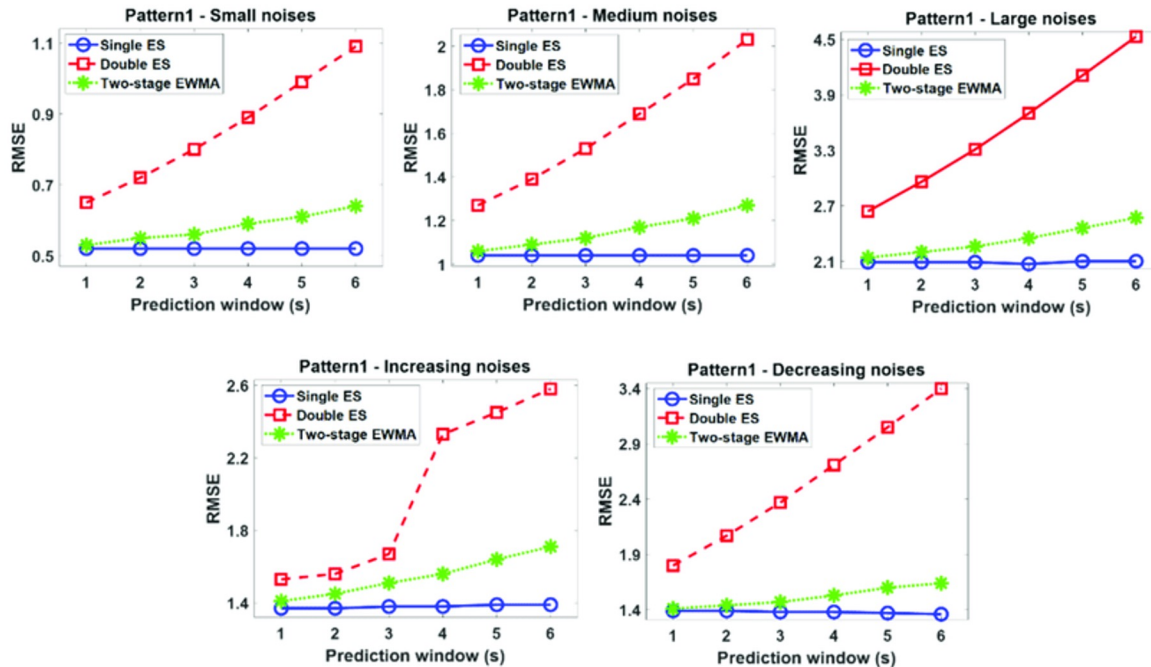 Pattern1 - Small noises
1.1
0.9
0.7
0.5
RMSE
Single ES
Double ES
Two-stage EWMA
1 2 3 4 5 6
Prediction window (s)
Pattern1 - Medium noises
2
1.8
1.6
1.4
1.2
1
RMSE
Single ES
Double ES
Two-stage EWMA
1 2 3 4 5 6
Prediction window (s)
Pattern1 - Large noises
4.5
3.9
3.3
2.7
2.1
RMSE
Single ES
Double ES
Two-stage EWMA
1 2 3 4 5 6
Prediction window (s)
Pattern1 - Increasing noises
2.6
2.2
1.8
1.4
RMSE
Single ES
Double ES
Two-stage EWMA
1 2 3 4 5 6
Prediction window (s)
Pattern1 - Decreasing noises
3.4
2.9
2.4
1.9
1.4
RMSE
Single ES
Double ES
Two-stage EWMA
1 2 3 4 5 6
Prediction window (s)